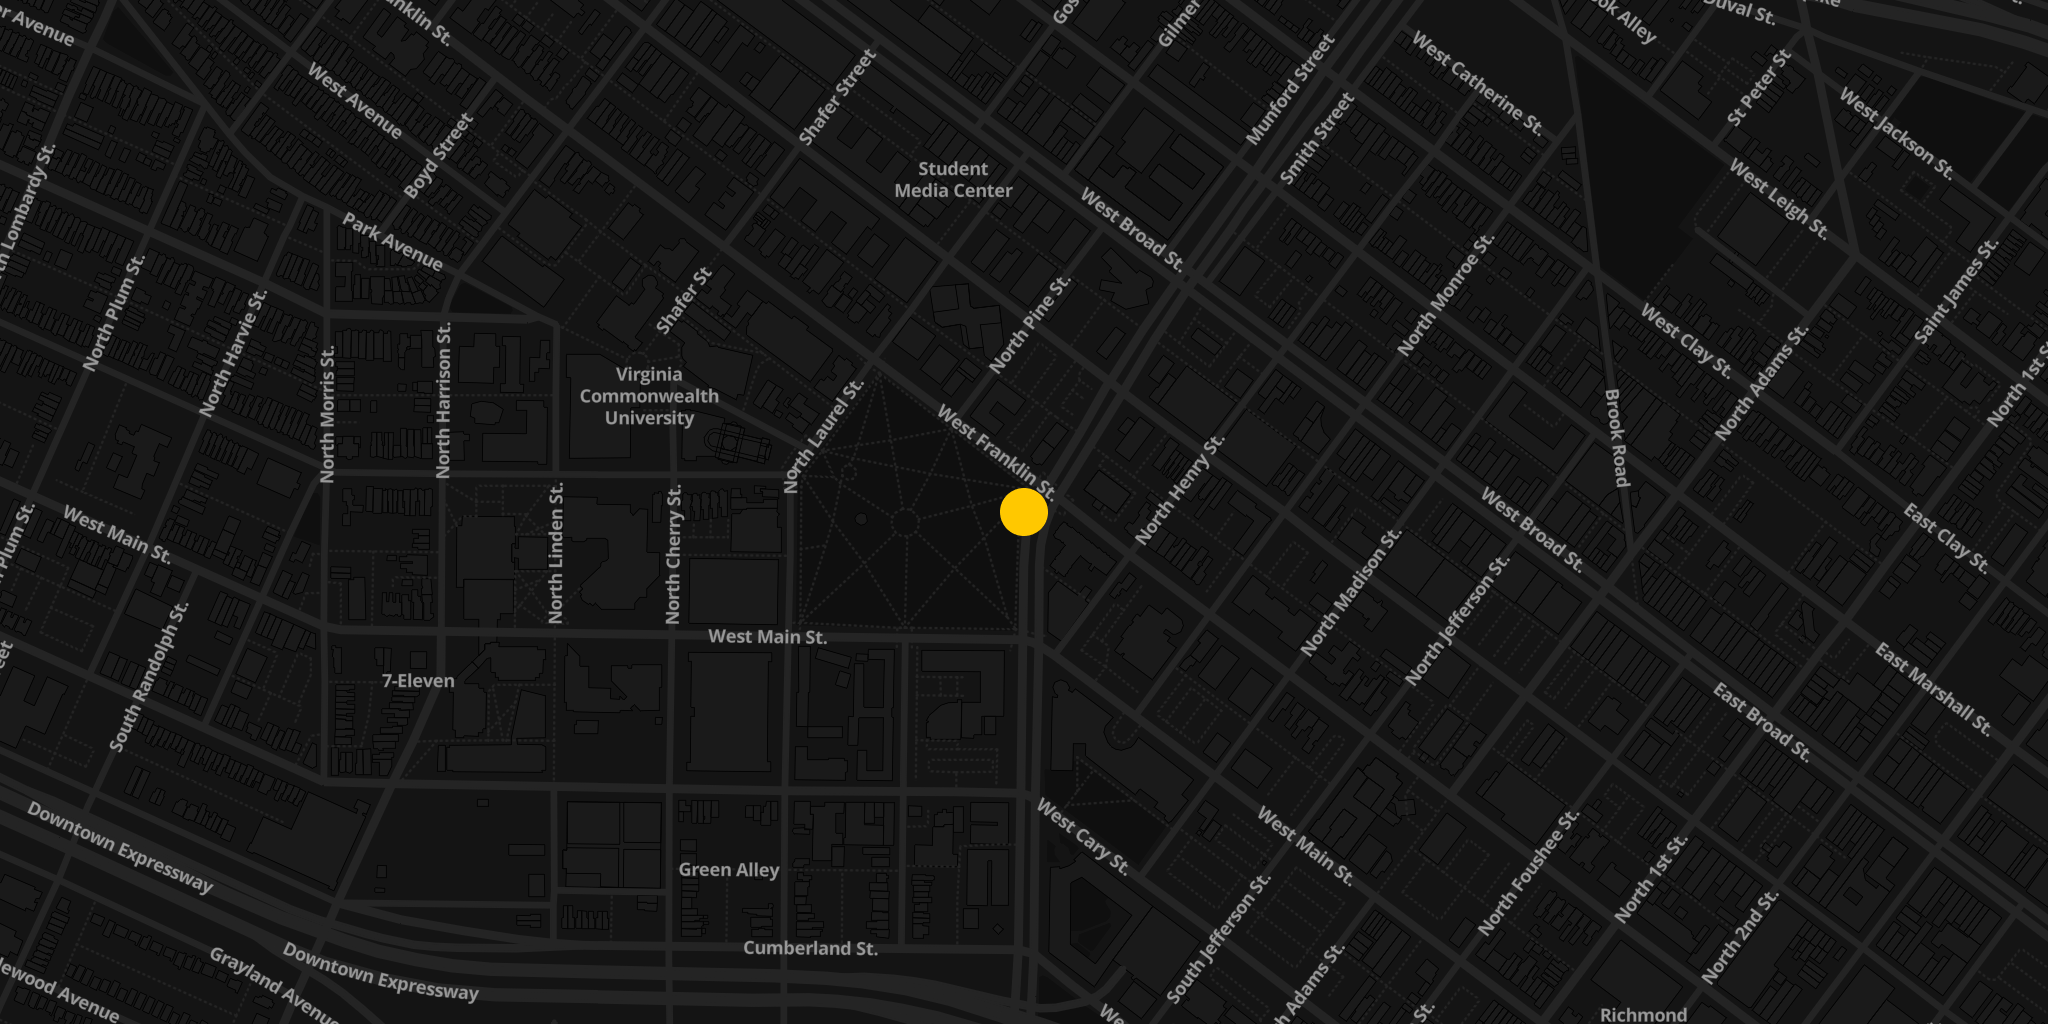 Duval St.
West Catherine St.
Gilmer
Shafer Street
Munford Street
Smith Street
St Peter St
West Jackson St.
West Avenue
Boyd Street
Student
Media Center
West Leigh St.
Park Avenue
West Broad St.
North Plum St.
North Harvie St.
North Morris St.
North Harrison St.
Shafer St
North Pine St.
North Monroe St.
Saint James St.
West Clay St.
North Adams St.
North 1st St
Virginia
Commonwealth
University
North Laurel St.
West Franklin St.
Brook Road
North Henry St.
West Main St.
North Linden St.
North Cherry St.
West Broad St.
East Clay St.
North Madison St.
North Jefferson St.
West Main St.
South Randolph St.
7-Eleven
East Marshall St.
East Broad St.
Downtown Expressway
West Cary St.
West Main St.
Green Alley
North Foushee St.
North 1st St.
North 2nd St.
South Jefferson St.
Cumberland St.
Downtown Expressway
Grayland Avenue
Adams St.
Richmond